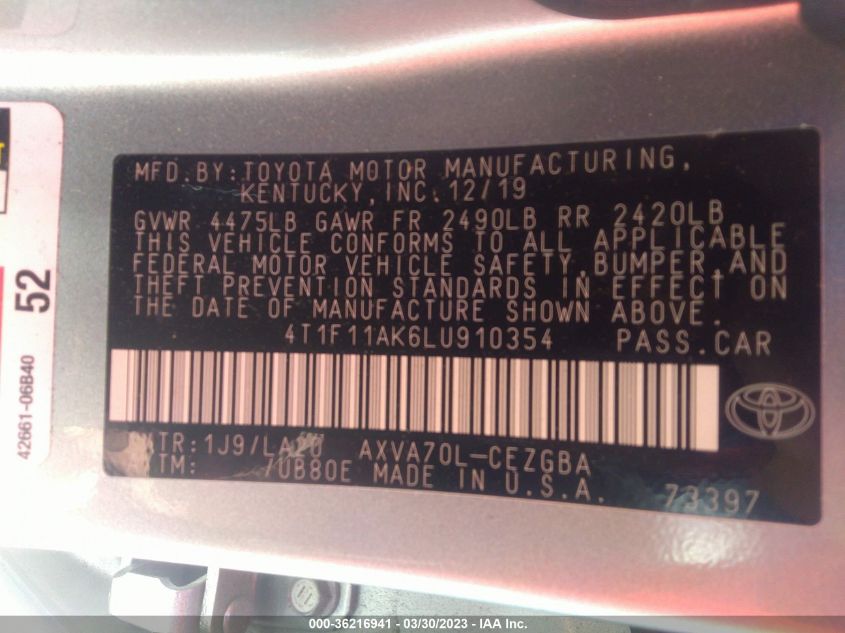 MFD.BY:TOYOTA MOTOR MANUFACTURING,
KENTUCKY,INC.12/19
GVWR 4475LB GAWR FR 2490LB RR 2420LB
THIS VEHICLE CONFORMS TO ALL APPLICABLE
FEDERAL MOTOR VEHICLE SAFETY,BUMPER,AND
THEFT PREVENTION STANDARDS IN EFFECT ON
THE DATE OF MANUFACTURE SHOWN ABOVE.
4T1F11AK6LU910354 PASS.CAR
1J9/LA20 AXVA70L-CEZGBA
UB80E MADE IN U.S.A. 73397
52
42661-06B40
000-36216941 — 03/30/2023 — IAA Inc.